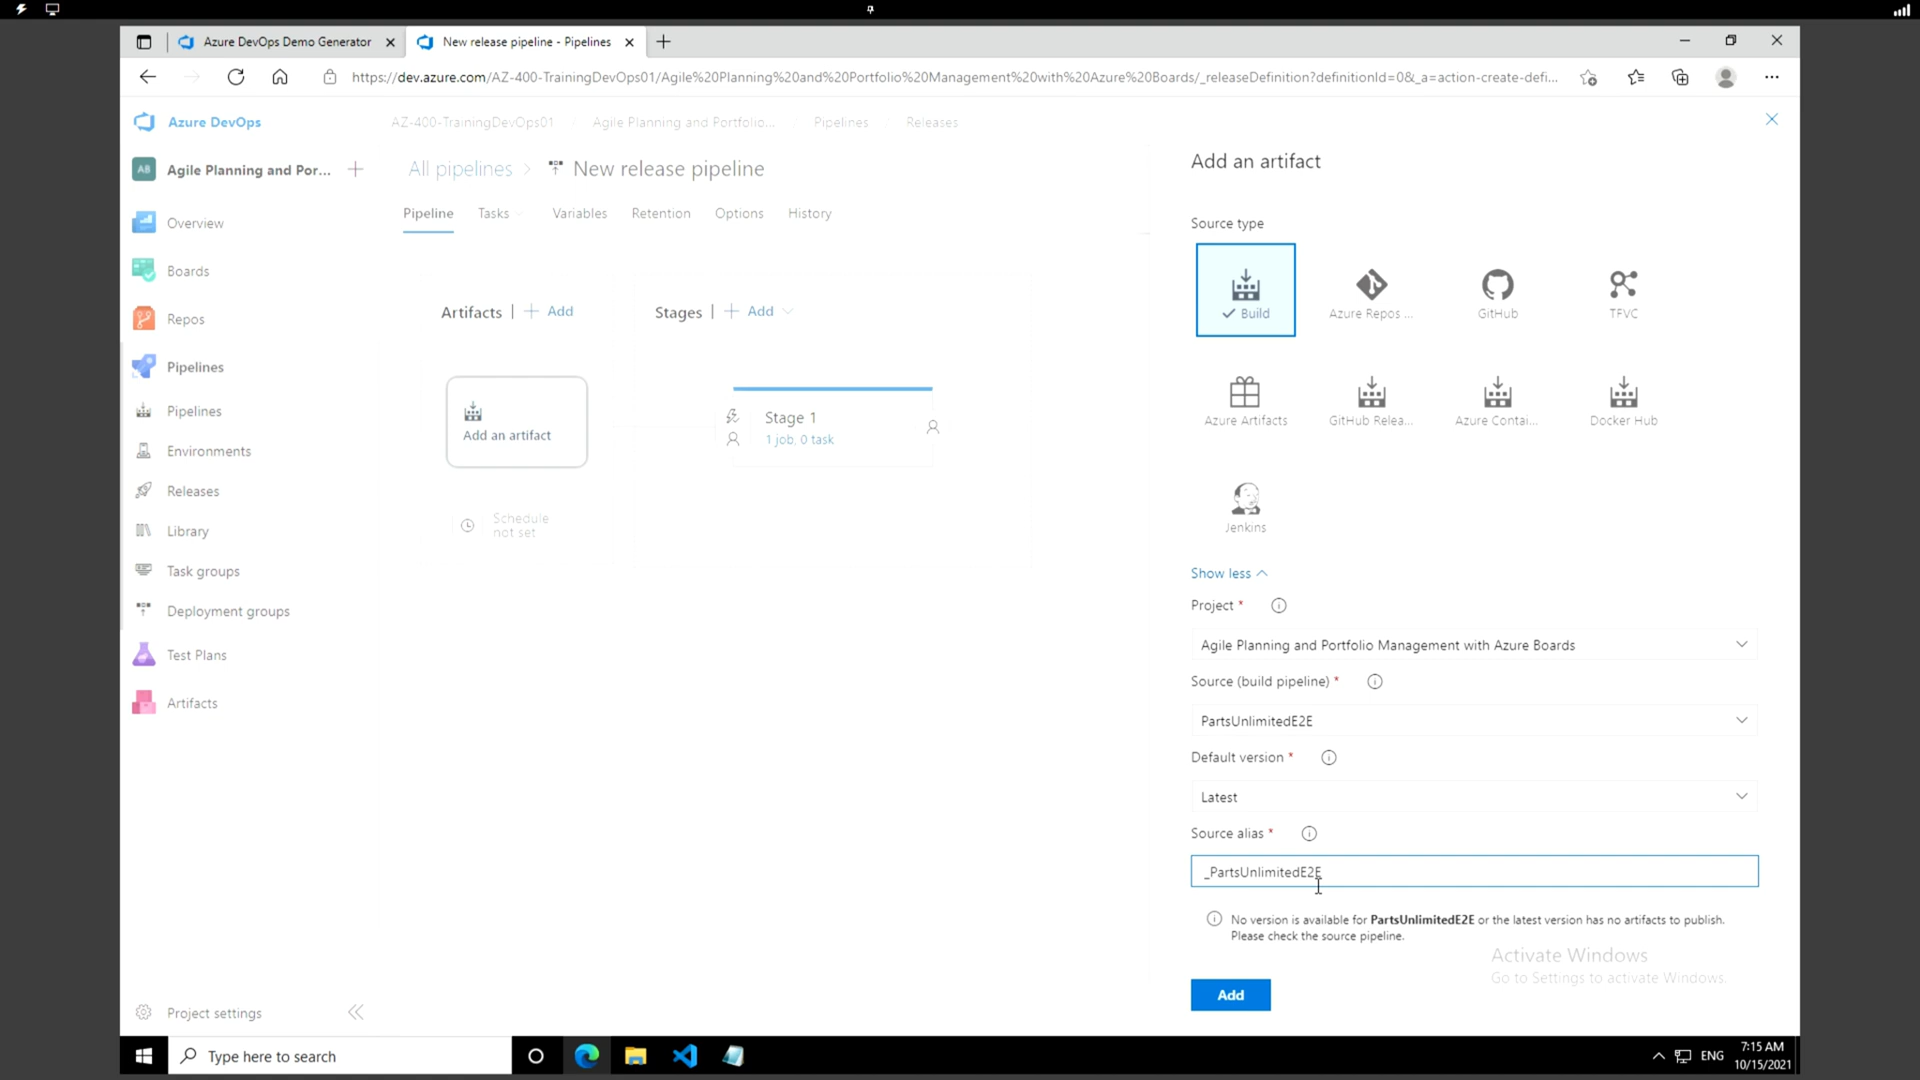 Azure DevOps Demo Generator
New release pipeline - Pipelines
https://dev.azure.com/AZ-400-TrainingDevOps01/Agile%20Planning%20and%20Portfolio%20Management%20with%20Azure%20Boards/_releaseDefinition?definitionId=0&_a=action-create-defi...
Azure DevOps
AZ-400-TrainingDevOps01 / Agile Planning and Portfolio... / Pipelines / Releases
AB Agile Planning and Por...
Overview
Boards
Repos
Pipelines
Pipelines
Environments
Releases
Library
Task groups
Deployment groups
Test Plans
Artifacts
Project settings
All pipelines > New release pipeline
Pipeline Tasks Variables Retention Options History
Artifacts | + Add
Stages | + Add
Add an artifact
Schedule
not set
Stage 1
1 job, 0 task
Add an artifact
Source type
Build
Azure Repos ...
GitHub
TFVC
Azure Artifacts
GitHub Relea...
Azure Contai...
Docker Hub
Jenkins
Show less
Project *
Agile Planning and Portfolio Management with Azure Boards
Source (build pipeline) *
PartsUnlimitedE2E
Default version *
Latest
Source alias *
_PartsUnlimitedE2E
No version is available for PartsUnlimitedE2E or the latest version has no artifacts to publish.
Please check the source pipeline.
Activate Windows
Go to Settings to activate Windows.
Add
Type here to search
ENG
7:15 AM
10/15/2021